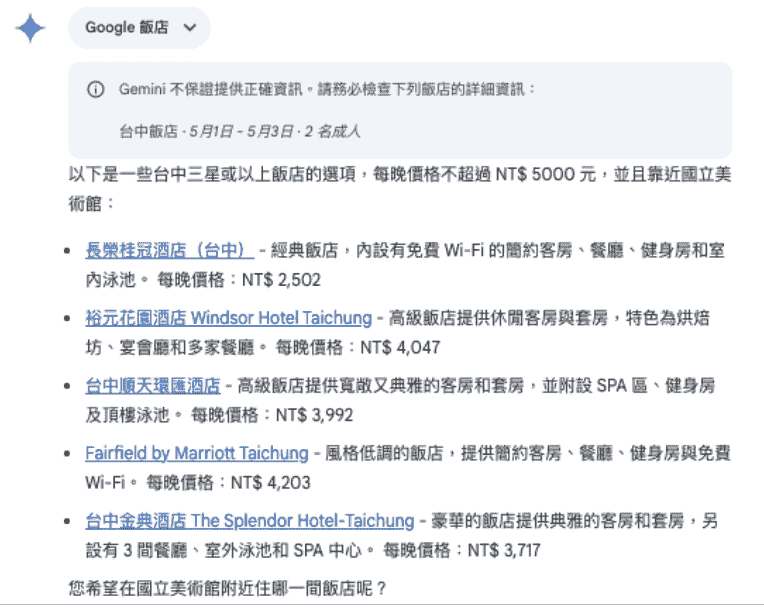 Google 飯店
Gemini 不保證提供正確資訊。請務必檢查下列飯店的詳細資訊：
台中飯店 · 5月1日 - 5月3日 · 2 名成人
以下是一些台中三星或以上飯店的選項，每晚價格不超過 NT$ 5000 元，並且靠近國立美
術館：
• 長榮桂冠酒店（台中） - 經典飯店，內設有免費 Wi-Fi 的簡約客房、餐廳、健身房和室
內泳池。 每晚價格：NT$ 2,502
• 裕元花園酒店 Windsor Hotel Taichung - 高級飯店提供休閒客房與套房，特色為烘焙
坊、宴會廳和多家餐廳。 每晚價格：NT$ 4,047
• 台中順天環匯酒店 - 高級飯店提供寬敞又典雅的客房和套房，並附設 SPA 區、健身房
及頂樓泳池。 每晚價格：NT$ 3,992
• Fairfield by Marriott Taichung - 風格低調的飯店，提供簡約客房、餐廳、健身房與免費
Wi-Fi。 每晚價格：NT$ 4,203
• 台中金典酒店 The Splendor Hotel-Taichung - 豪華的飯店提供典雅的客房和套房，另
設有 3 間餐廳、室外泳池和 SPA 中心。 每晚價格：NT$ 3,717
您希望在國立美術館附近住哪一間飯店呢？